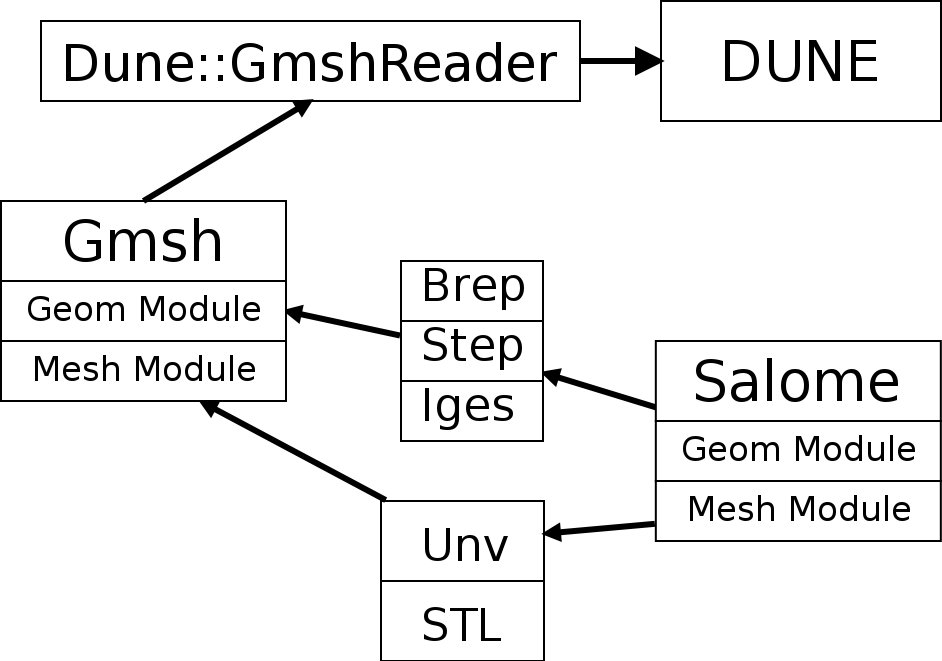 Dune::GmshReader
DUNE
Gmsh
Geom Module
Mesh Module
Brep
Step
Iges
Salome
Geom Module
Mesh Module
Unv
STL